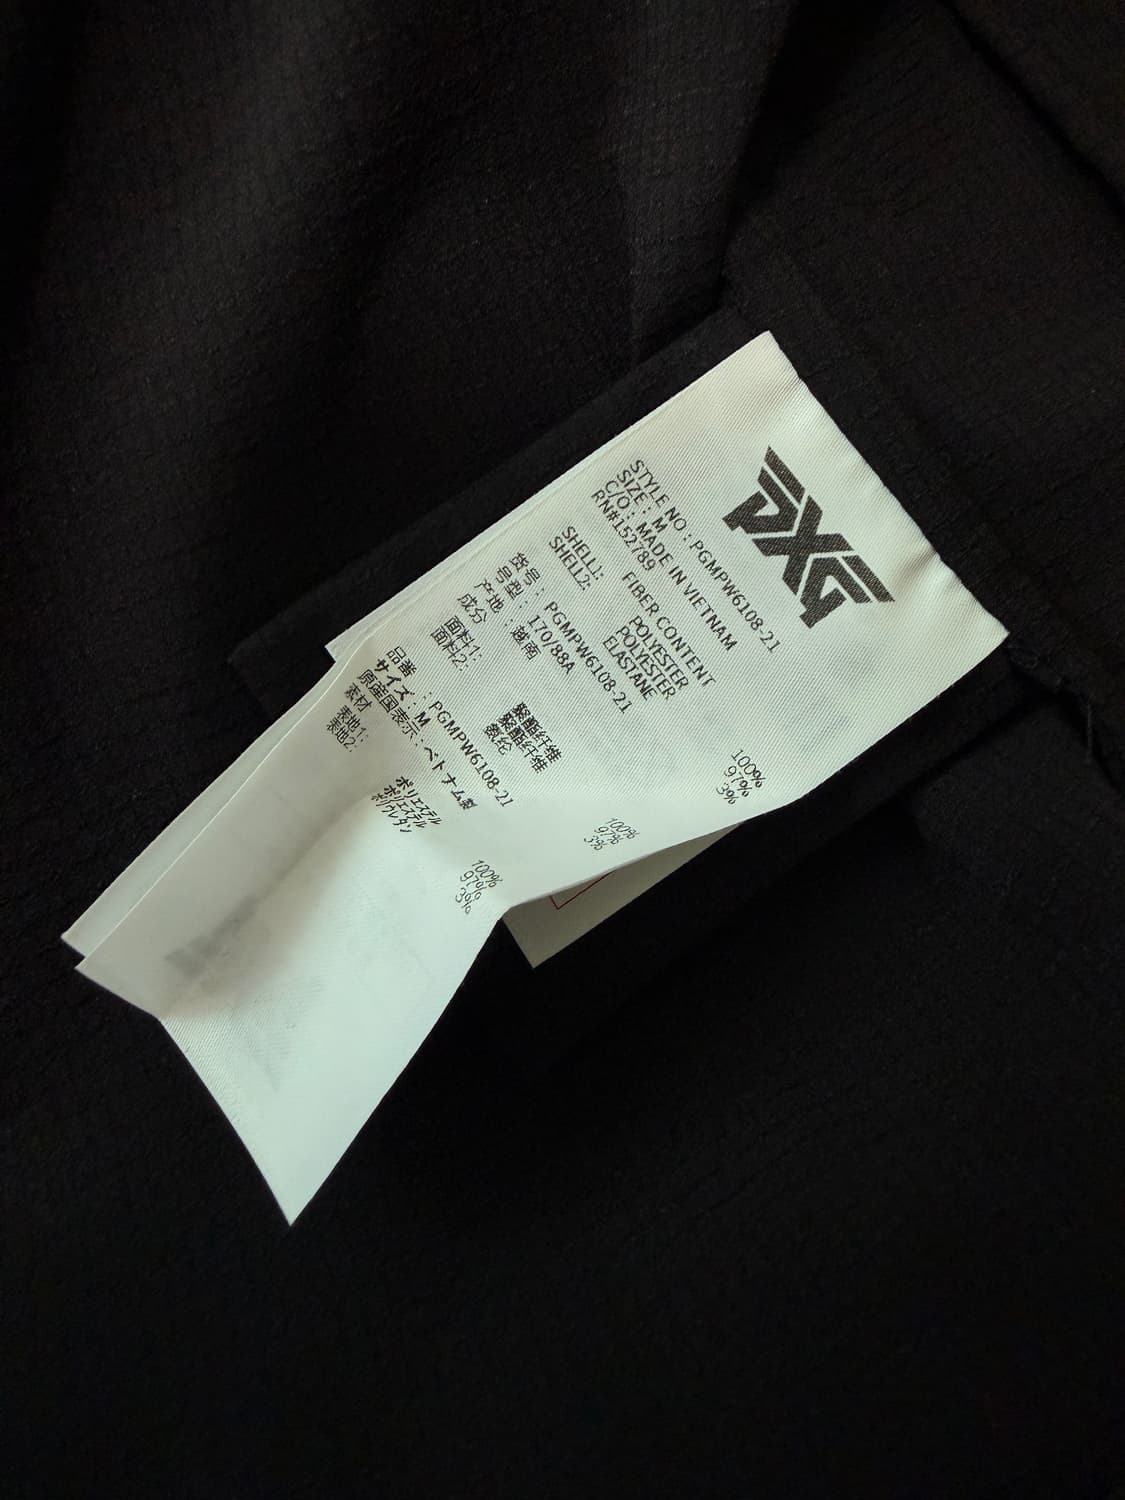 PXG
STYLE NO.: PGMPW6108-21
SIZE : M
C/O : MADE IN VIETNAM
RN#152789
FIBER CONTENT
SHELL1: POLYESTER 100%
SHELL2: POLYESTER 97%
ELASTANE 3%
货号 : PGMPW6108-21
号型 : 170/88A
产地 : 越南
成分
面料1: 聚酯纤维 100%
面料2: 聚酯纤维 97%
氨纶 3%
品番 : PGMPW6108-21
サイズ : M
原産国表示 : ベトナム製
素材
表地1: ポリエステル 100%
表地2: ポリエステル 97%
ポリウレタン 3%